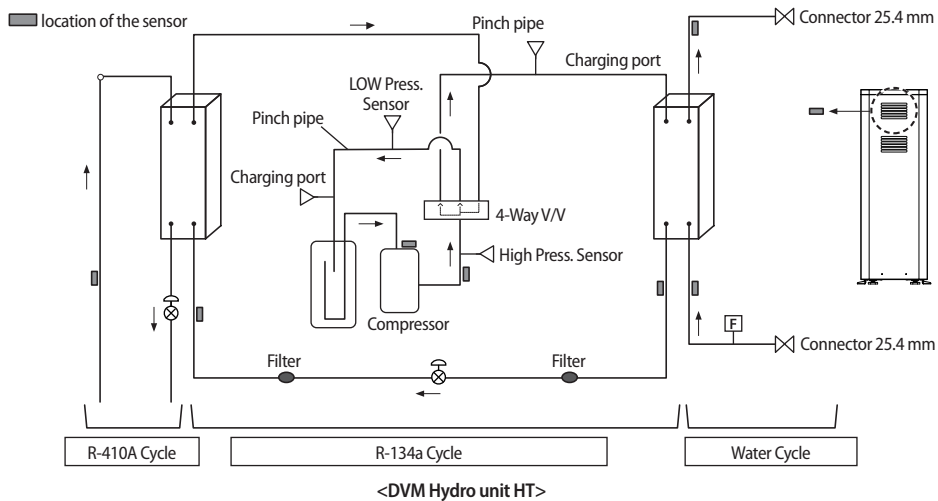 location of the sensor
Pinch pipe
Connector 25.4 mm
Charging port
LOW Press.
Sensor
Pinch pipe
Charging port
4-Way V/V
High Press. Sensor
Compressor
F
Connector 25.4 mm
Filter
Filter
R-410A Cycle
R-134a Cycle
Water Cycle
<DVM Hydro unit HT>